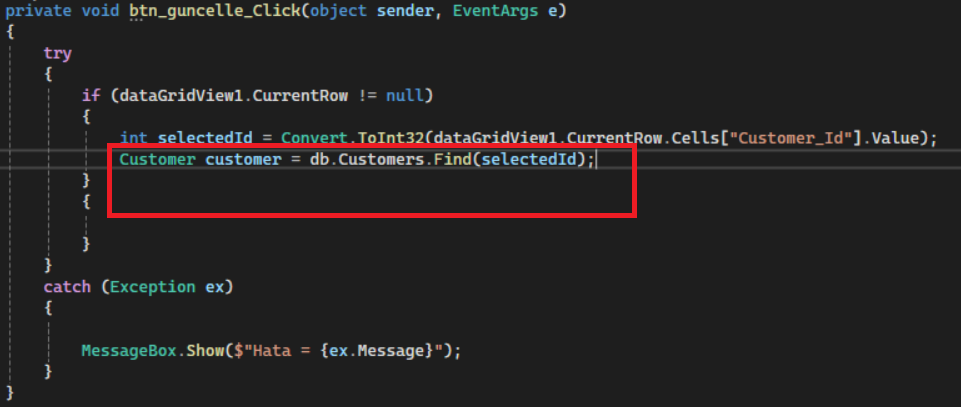 private void btn_guncelle_Click(object sender, EventArgs e)
{
try
{
if (dataGridView1.CurrentRow != null)
{
int selectedId = Convert.ToInt32(dataGridView1.CurrentRow.Cells["Customer_Id"].Value);
Customer customer = db.Customers.Find(selectedId);
}
{
}
}
catch (Exception ex)
{
MessageBox.Show($"Hata = {ex.Message}");
}
}